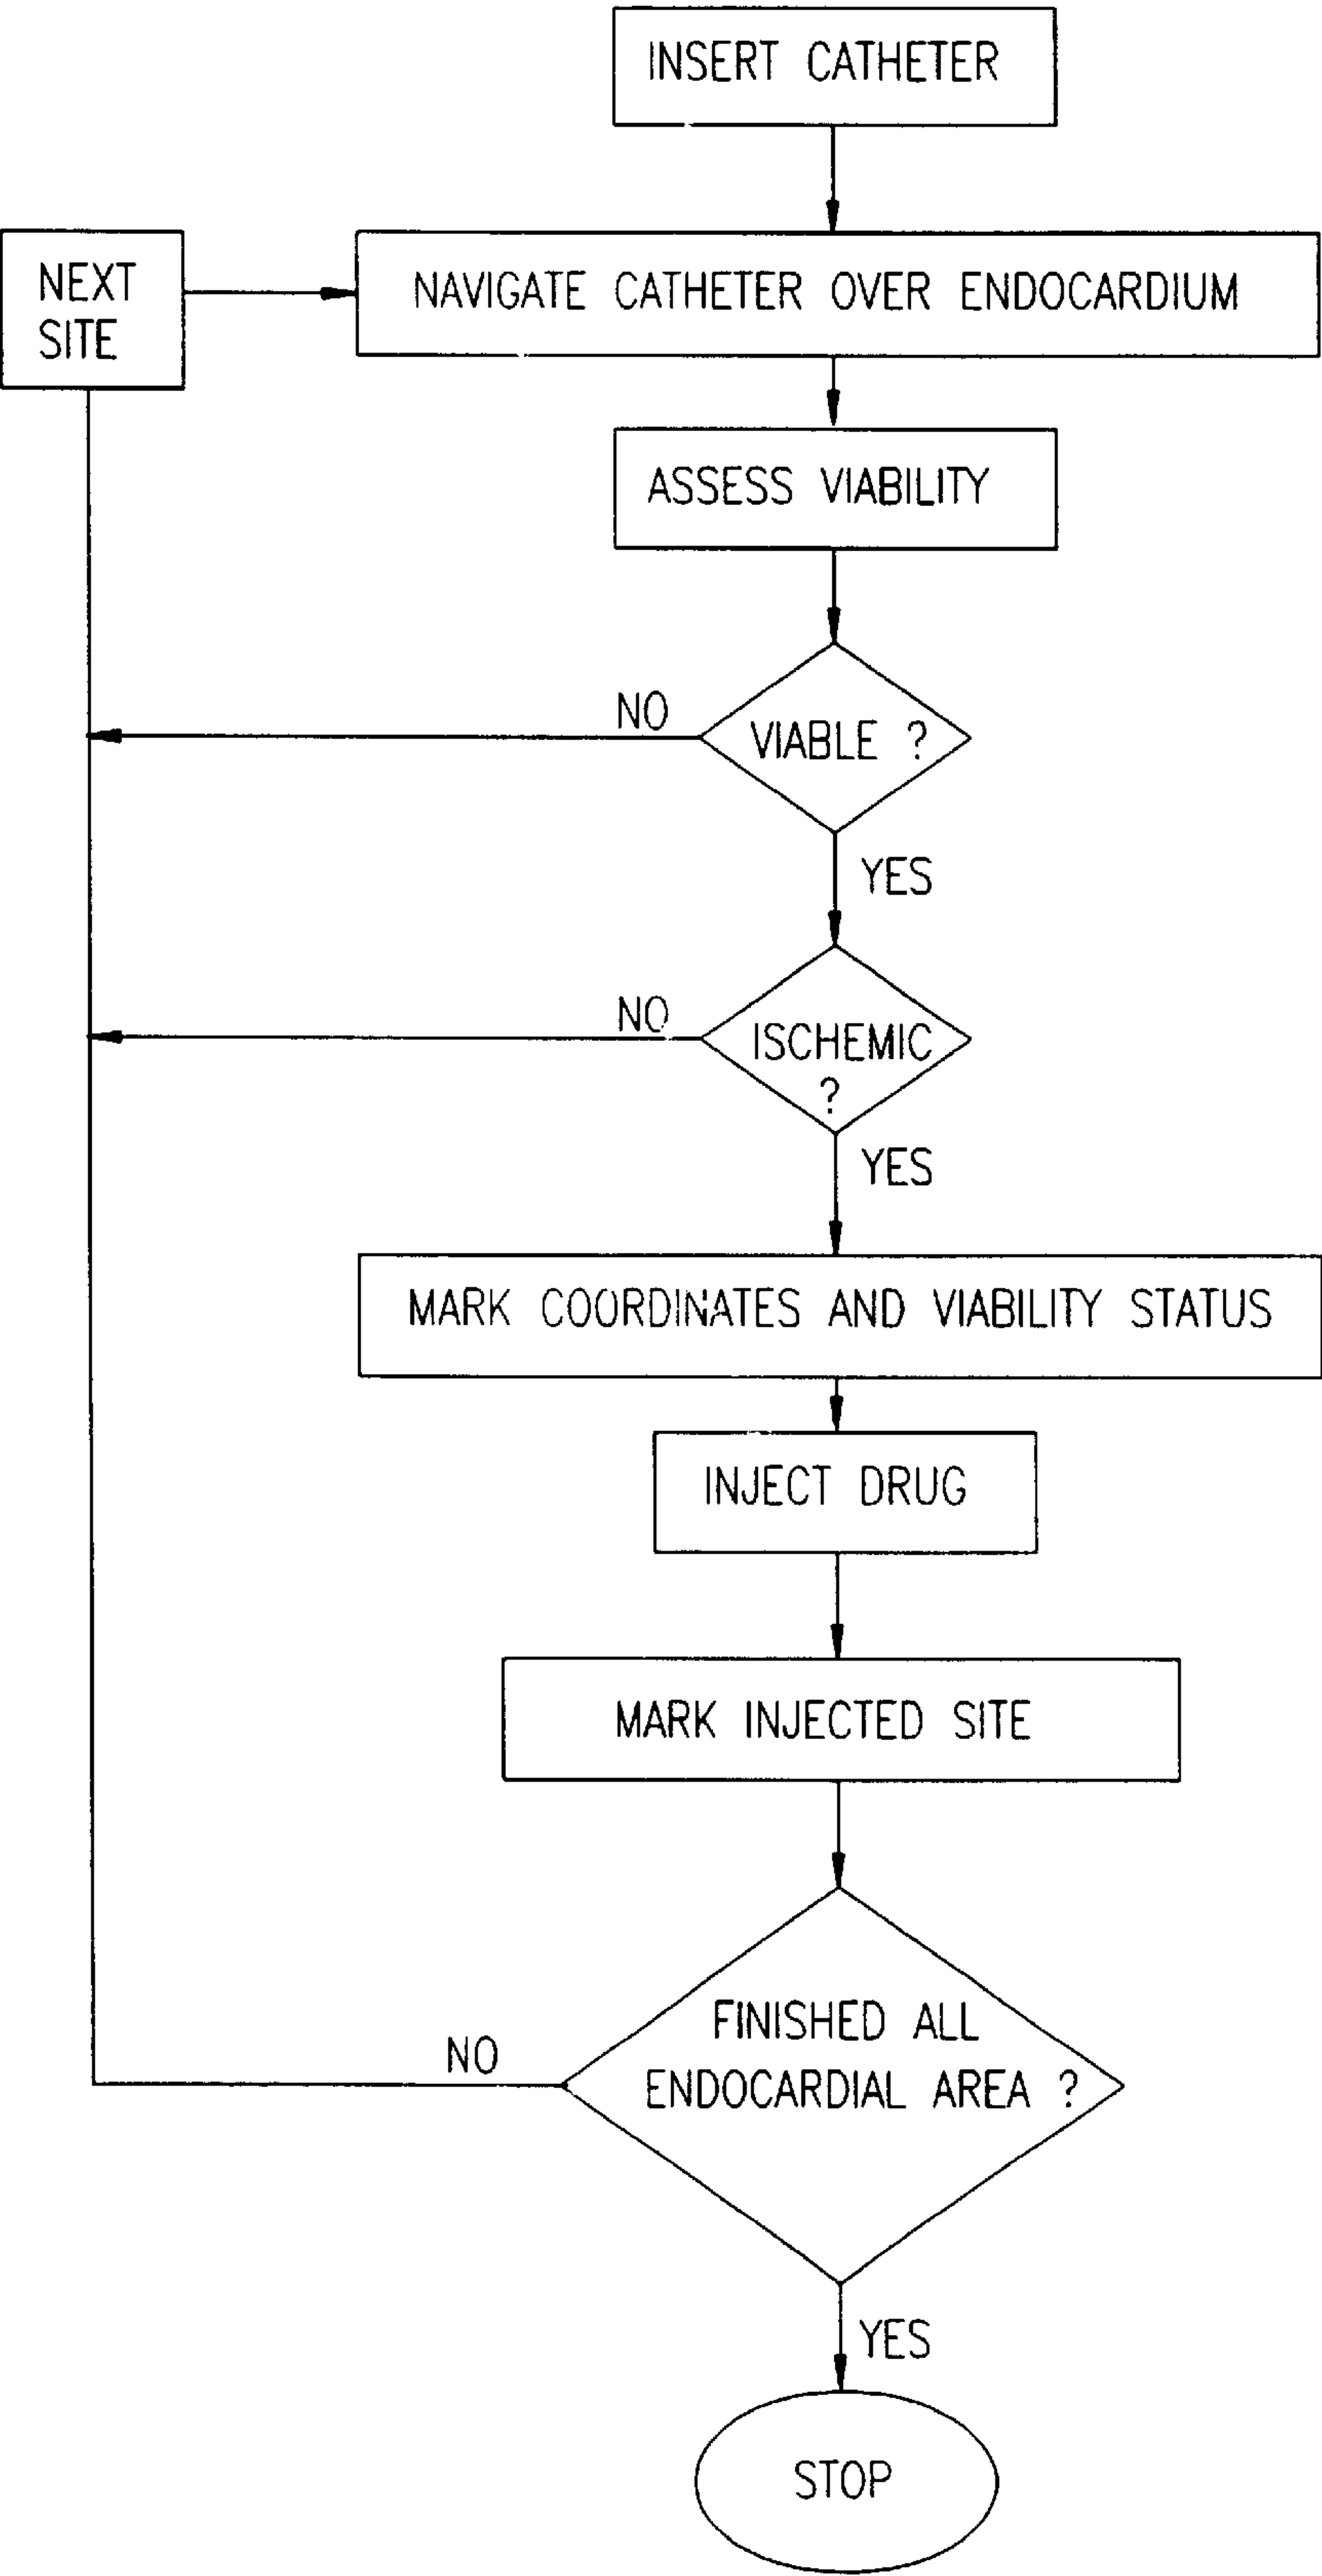 INSERT CATHETER
NEXT
SITE
NAVIGATE CATHETER OVER ENDOCARDIUM
ASSESS VIABILITY
NO
VIABLE ?
YES
NO
ISCHEMIC
?
YES
MARK COORDINATES AND VIABILITY STATUS
INJECT DRUG
MARK INJECTED SITE
FINISHED ALL
NO
ENDOCARDIAL AREA ?
YES
STOP